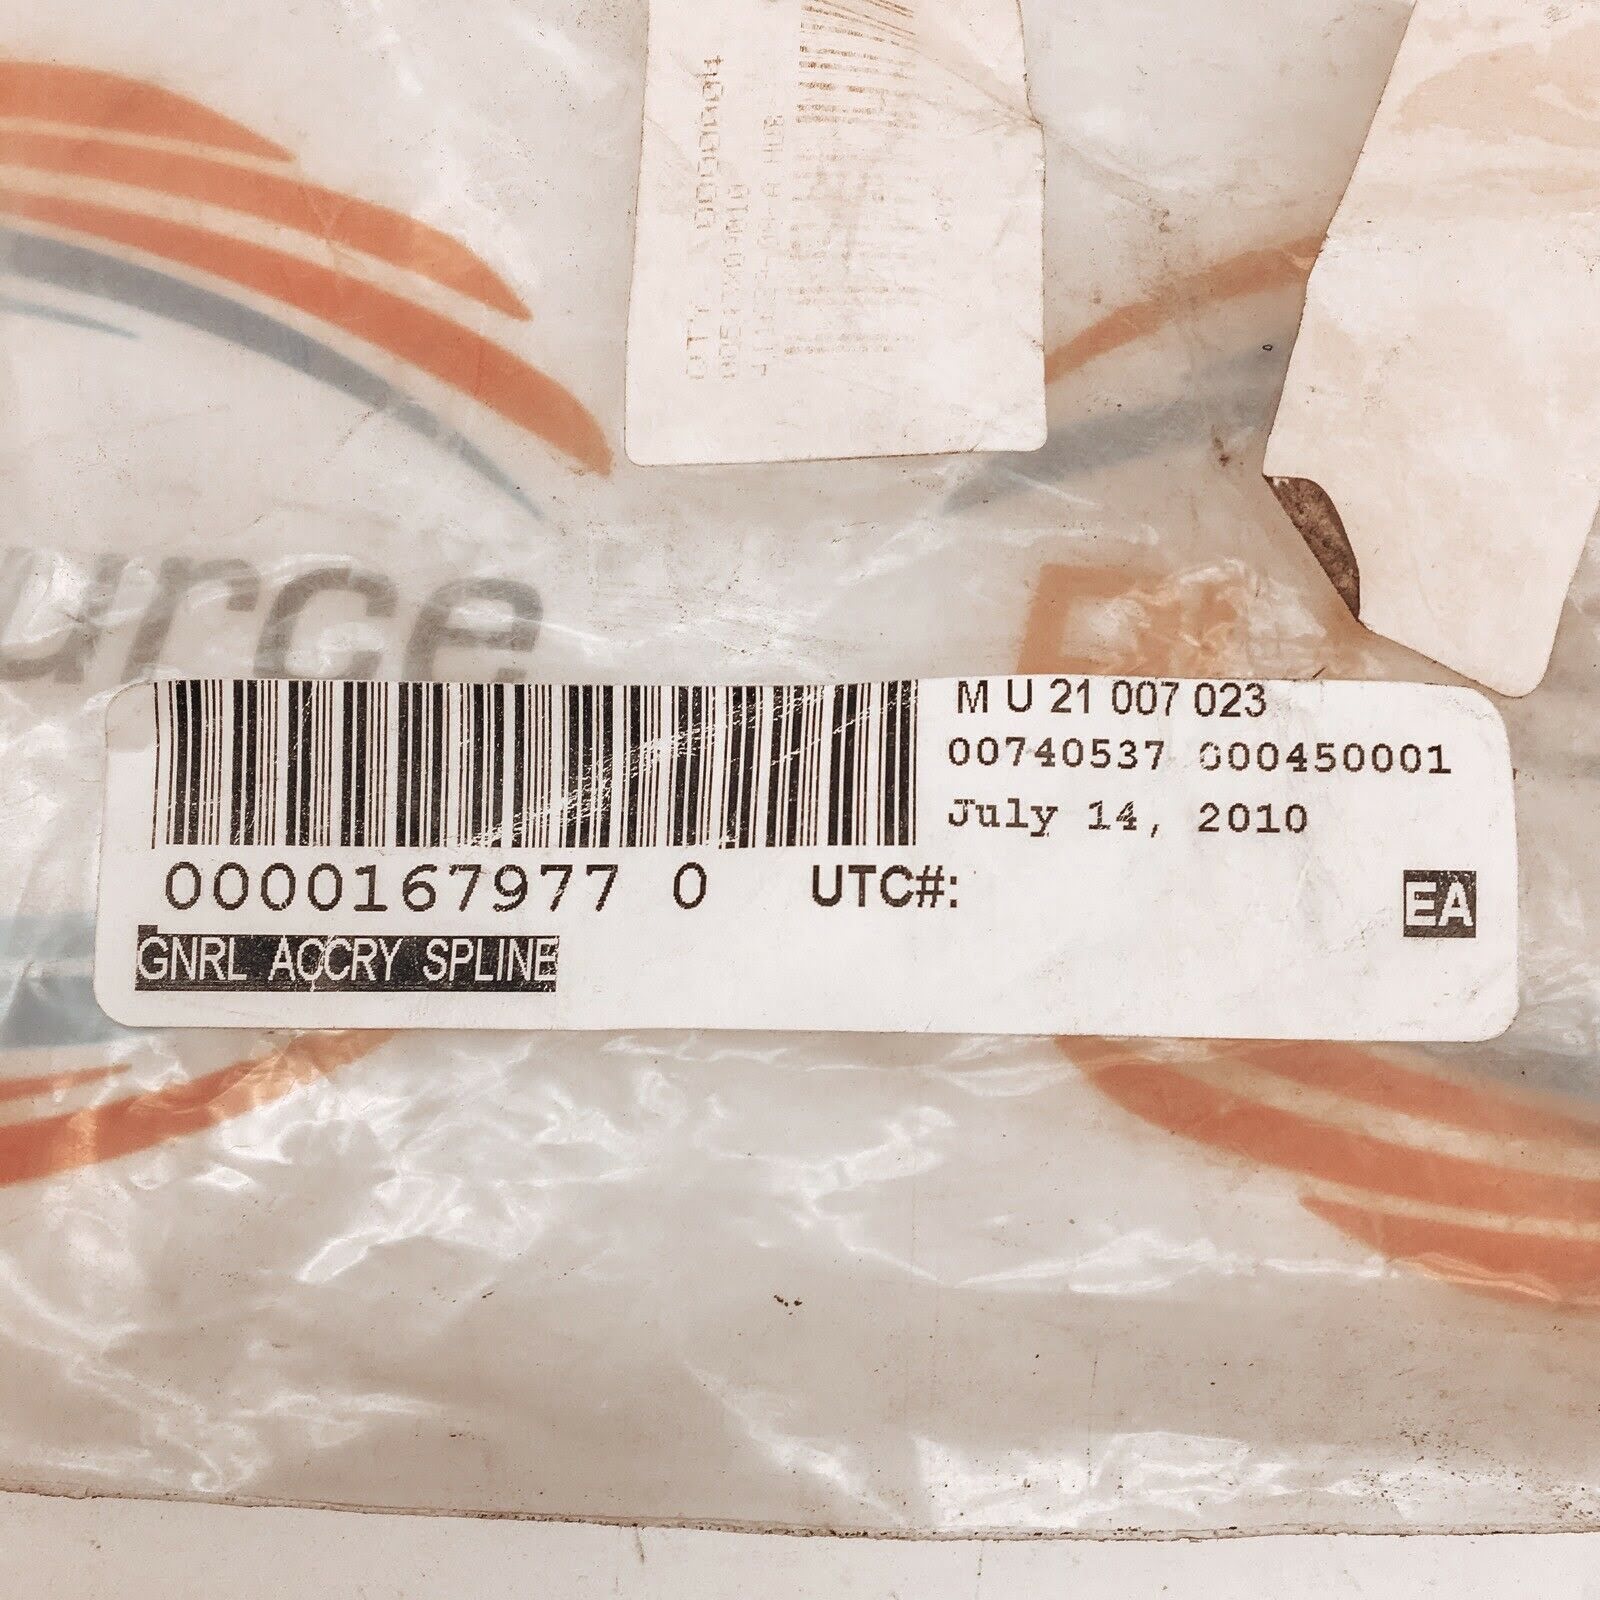 urce
M U 21 007 023
00740537 000450001
July 14, 2010
0000167977 0 UTC#:
EA
GNRL ACCRY SPLINE